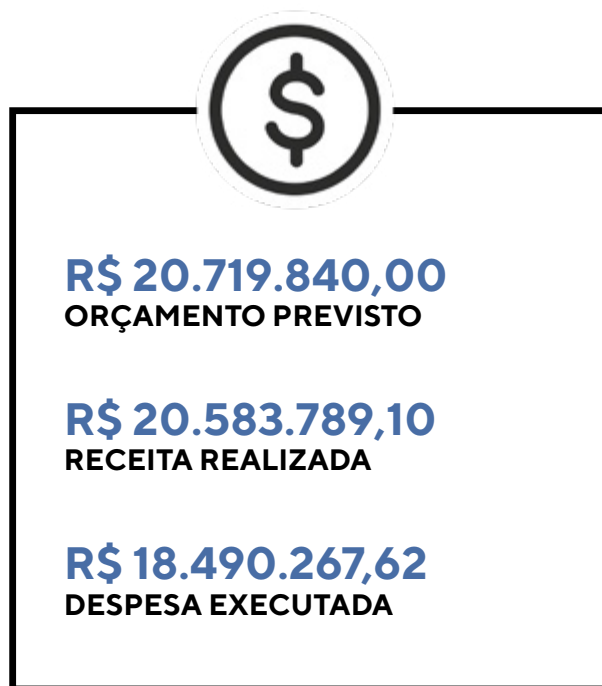 $
R$ 20.719.840,00
ORÇAMENTO PREVISTO
R$ 20.583.789,10
RECEITA REALIZADA
R$ 18.490.267,62
DESPESA EXECUTADA